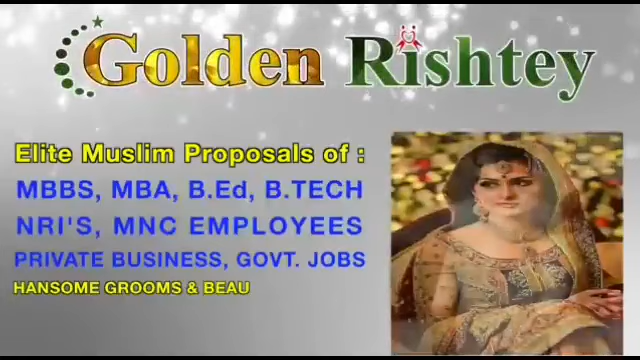 Golden Rishtey
Elite Muslim Proposals of :
MBBS, MBA, B.Ed, B.TECH
NRI'S, MNC EMPLOYEES
PRIVATE BUSINESS, GOVT. JOBS
HANSOME GROOMS & BEAU